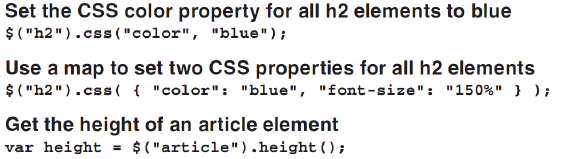 Set the CSS color property for all h2 elements to blue
$("h2").css("color", "blue");
Use a map to set two CSS properties for all h2 elements
$("h2").css( { "color": "blue", "font-size": "150%" } );
Get the height of an article element
var height = $("article").height();